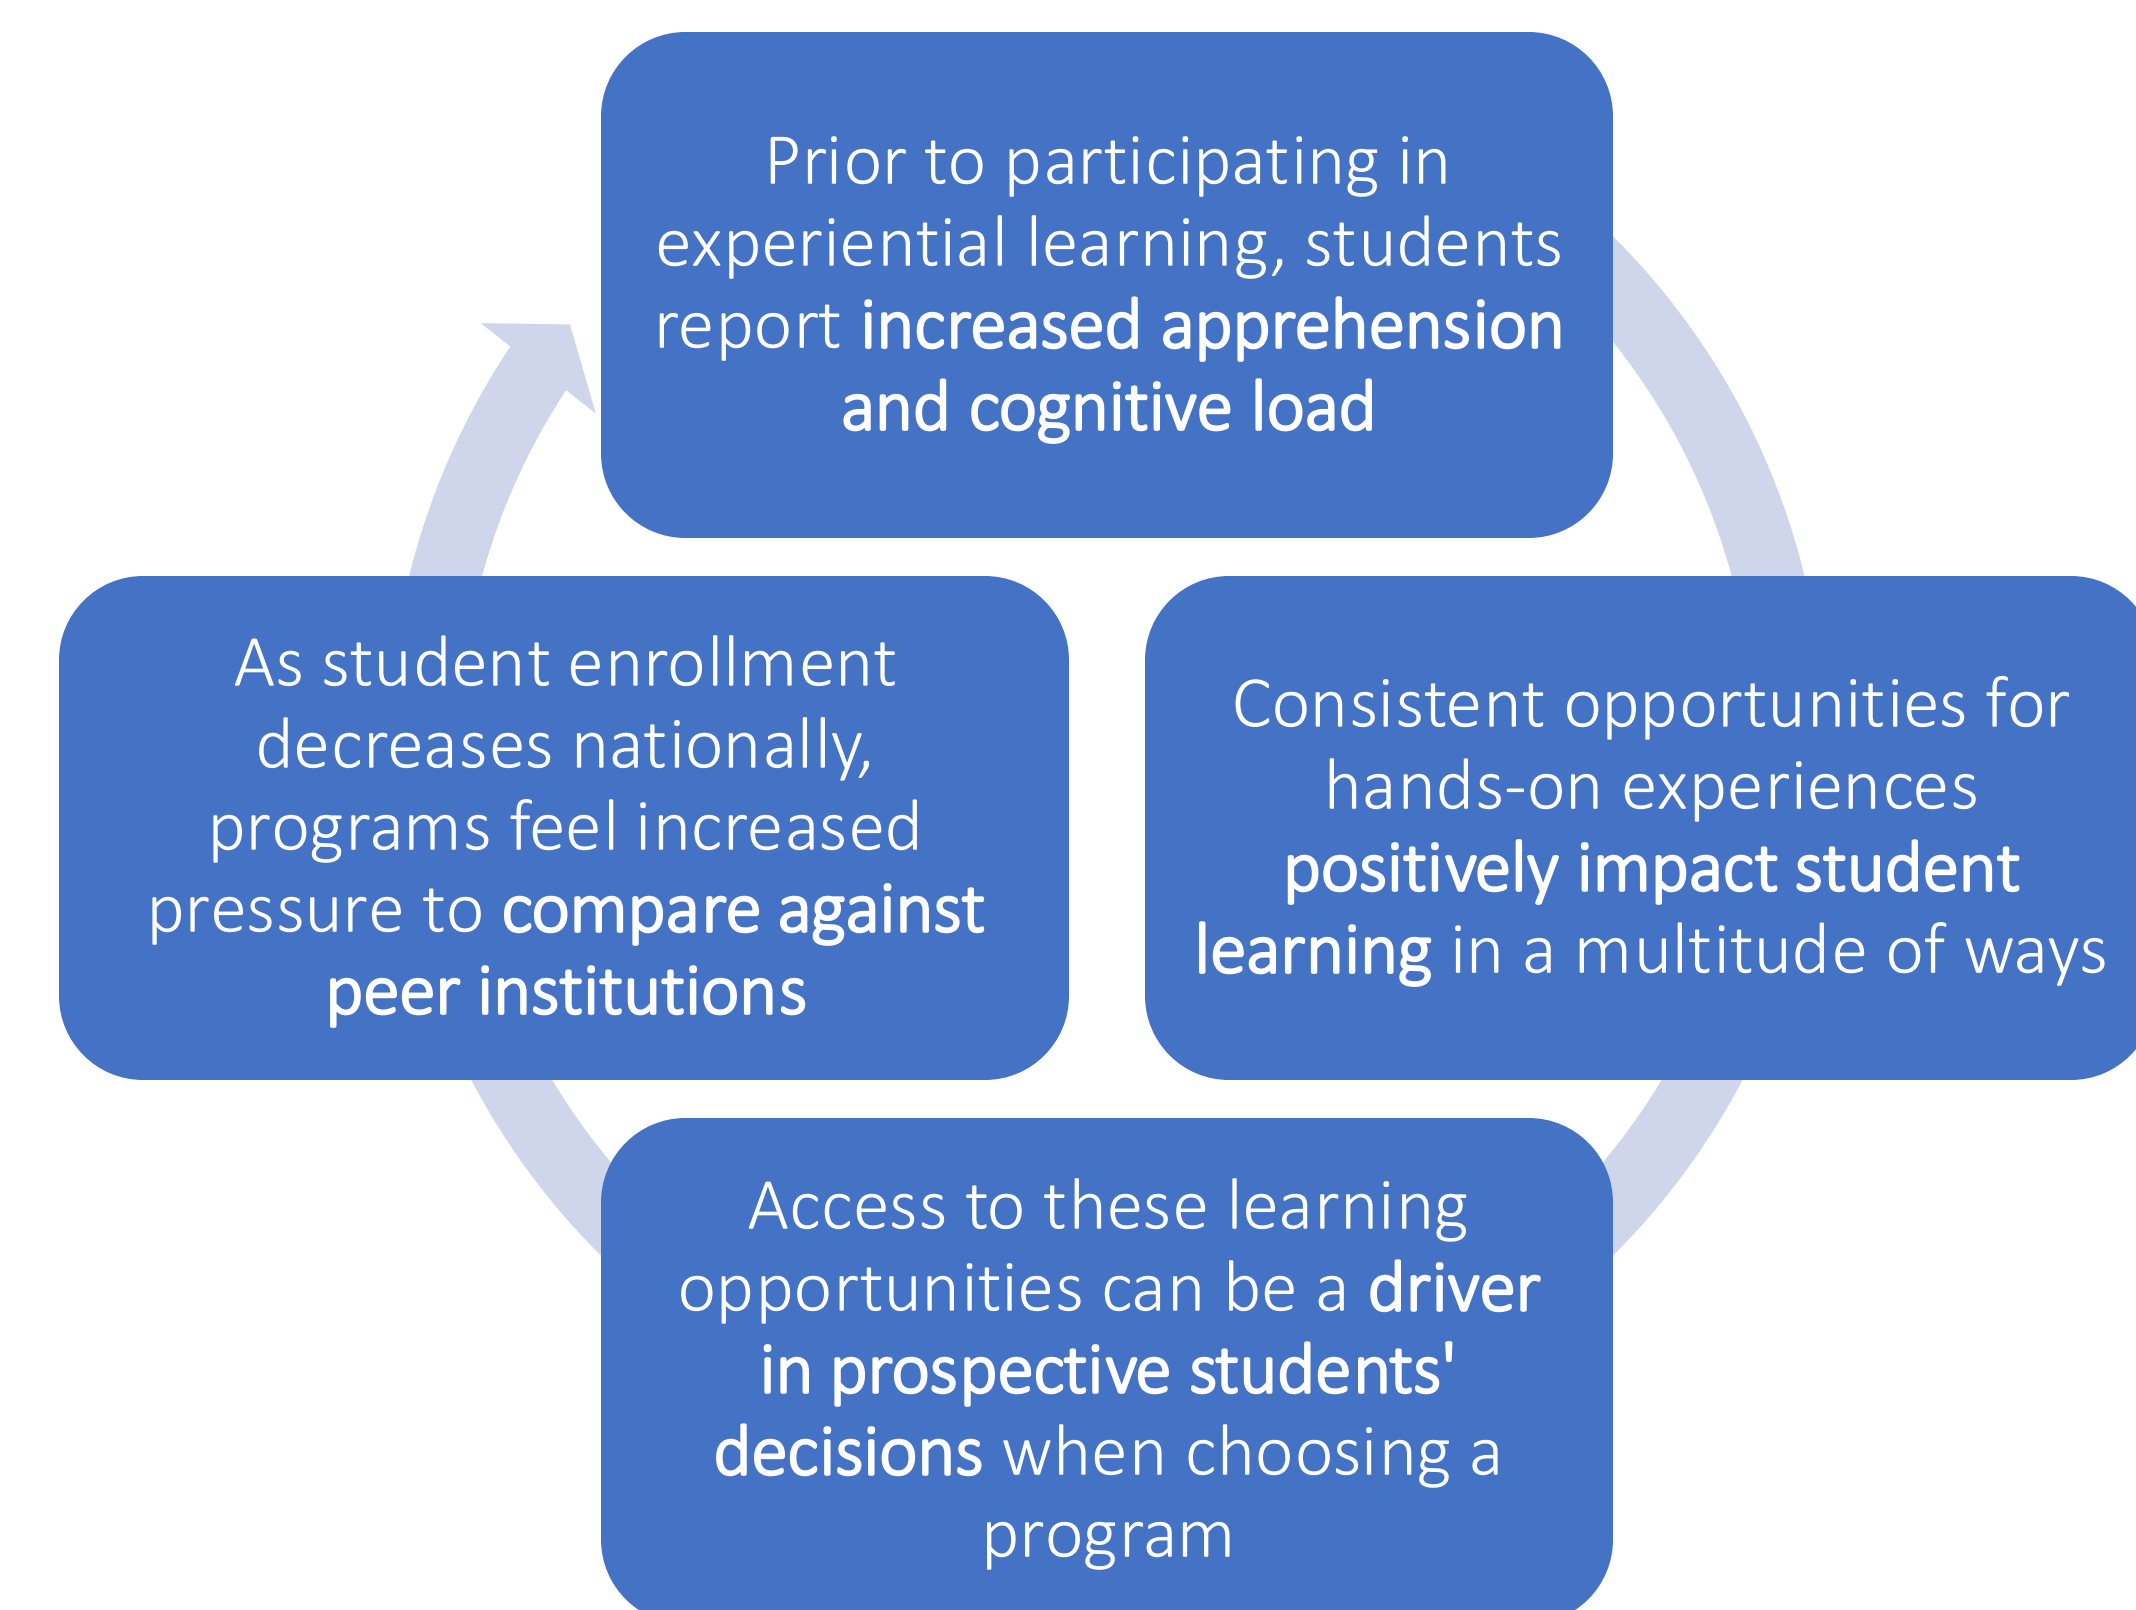 Prior to participating in
experiential learning, students
report increased apprehension
and cognitive load
Consistent opportunities for
hands-on experiences
positively impact student
learning in a multitude of ways
Access to these learning
opportunities can be a driver
in prospective students'
decisions when choosing a
program
As student enrollment
decreases nationally,
programs feel increased
pressure to compare against
peer institutions